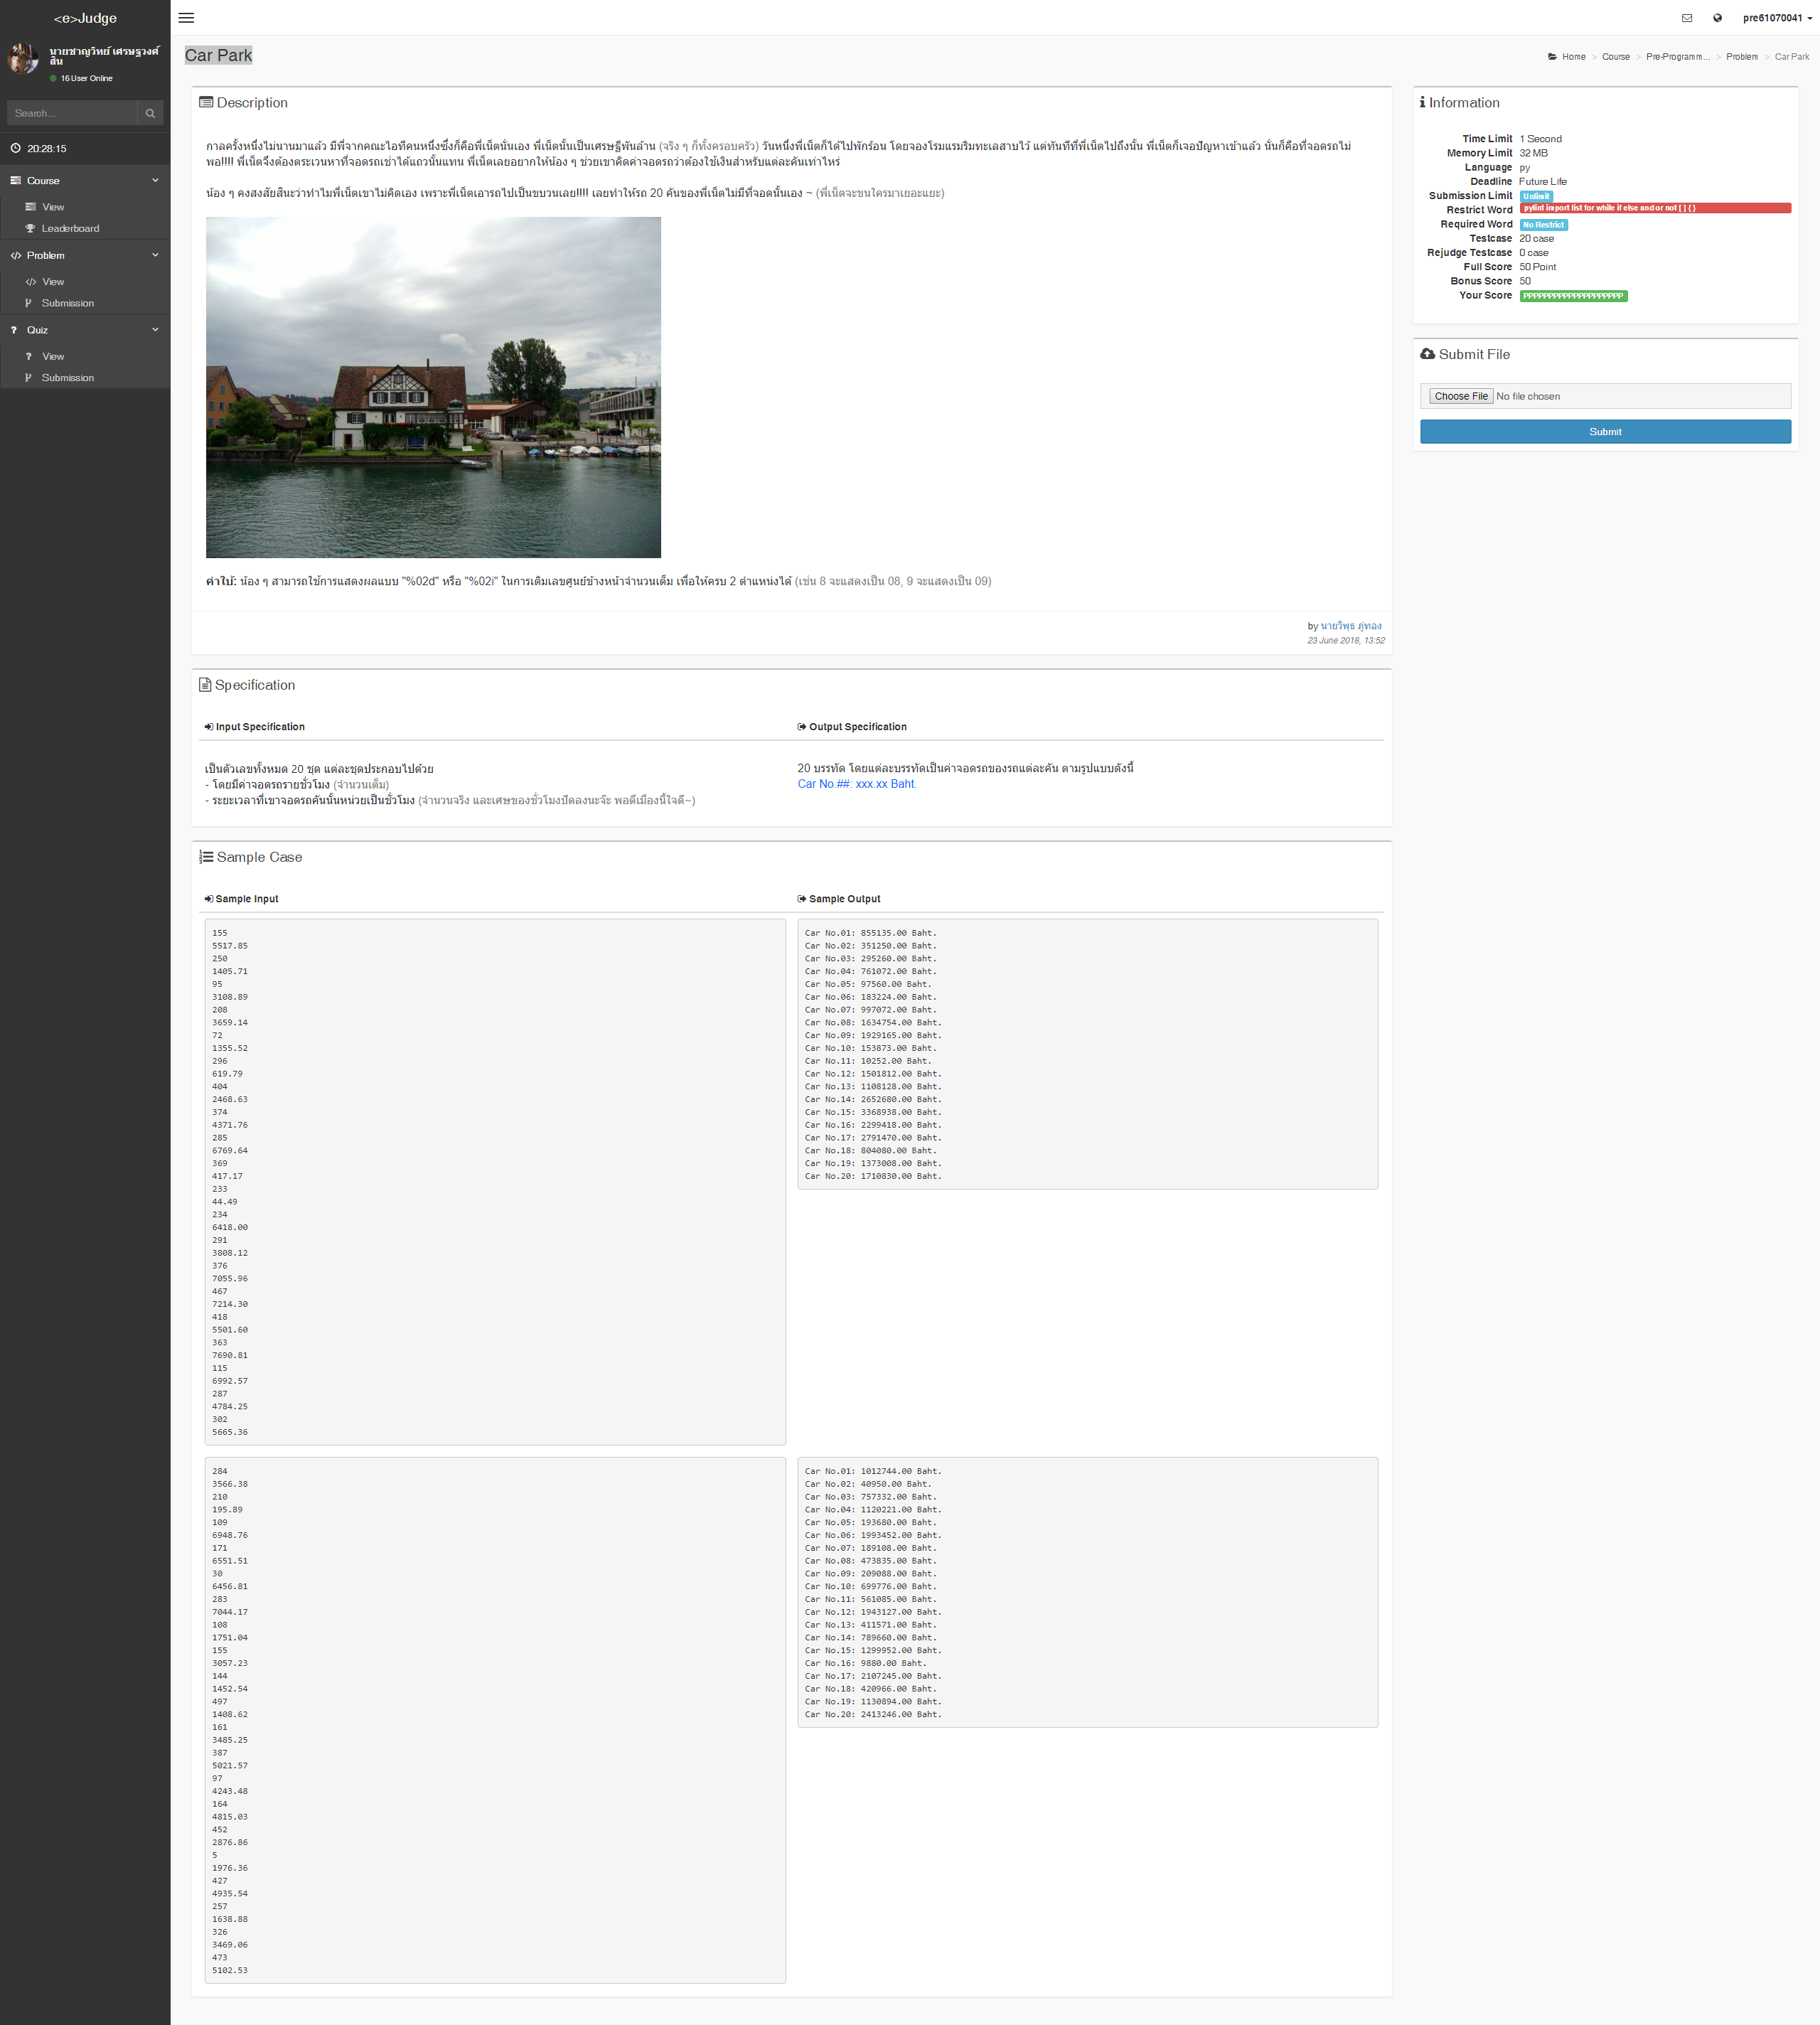 <e>Judge
นายชาญวิทย์ เศรษฐวงศ์
สิน
16 User Online
Search...
20:28:15
Course
View
Leaderboard
Problem
View
Submission
Quiz
View
Submission
pre61070041
Car Park
Home > Course > Pre-Programm... > Problem > Car Park
Description
กาลครั้งหนึ่งไม่นานมาแล้ว มีพี่จากคณะไอทีคนหนึ่งซึ่งก็คือพี่เน็ตนั่นเอง พี่เน็ตนั้นเป็นเศรษฐีพันล้าน (จริง ๆ ก็ทั้งครอบครัว) วันหนึ่งพี่เน็ตก็ได้ไปพักร้อน โดยจองโรมแรมริมทะเลสาบไว้ แต่ทันทีที่พี่เน็ตไปถึงนั้น พี่เน็ตก็เจอปัญหาเข้าแล้ว นั่นก็คือที่จอดรถไม่
พอ!!!! พี่เน็ตจึงต้องตระเวนหาที่จอดรถเช่าได้แถวนั้นแทน พี่เน็ตเลยอยากให้น้อง ๆ ช่วยเขาคิดค่าจอดรถว่าต้องใช้เงินสำหรับแต่ละคันเท่าไหร่
น้อง ๆ คงสงสัยสินะว่าทำไมพี่เน็ตเขาไม่คิดเอง เพราะพี่เน็ตเอารถไปเป็นขบวนเลย!!!! เลยทำให้รถ 20 คันของพี่เน็ตไม่มีที่จอดนั้นเอง ~ (พี่เน็ตจะขนใครมาเยอะแยะ)
คำใบ้: น้อง ๆ สามารถใช้การแสดงผลแบบ "%02d" หรือ "%02i" ในการเติมเลขศูนย์ข้างหน้าจำนวนเต็ม เพื่อให้ครบ 2 ตำแหน่งได้ (เช่น 8 จะแสดงเป็น 08, 9 จะแสดงเป็น 09)
by นายวิพุธ ภู่ทอง
23 June 2018, 13:52
Information
Time Limit 1 Second
Memory Limit 32 MB
Language py
Deadline Future Life
Submission Limit Unlimit
Restrict Word pylint import list for while if else and or not [ ] { }
Required Word No Restrict
Testcase 20 case
Rejudge Testcase 0 case
Full Score 50 Point
Bonus Score 50
Your Score PPPPPPPPPPPPPPPPPPPP
Submit File
Choose File No file chosen
Submit
Specification
Input Specification
เป็นตัวเลขทั้งหมด 20 ชุด แต่ละชุดประกอบไปด้วย
- โดยมีค่าจอดรถรายชั่วโมง (จำนวนเต็ม)
- ระยะเวลาที่เขาจอดรถคันนั้นหน่วยเป็นชั่วโมง (จำนวนจริง และเศษของชั่วโมงปัดลงนะจ๊ะ พอดีเมืองนี้ใจดี~)
Output Specification
20 บรรทัด โดยแต่ละบรรทัดเป็นค่าจอดรถของรถแต่ละคัน ตามรูปแบบดังนี้
Car No.##: xxx.xx Baht.
Sample Case
Sample Input
Sample Output
155
5517.85
250
1405.71
95
3108.89
208
3659.14
72
1355.52
296
619.79
404
2468.63
374
4371.76
285
6769.64
369
417.17
233
44.49
234
6418.00
291
3808.12
376
7055.96
467
7214.30
418
5501.60
363
7690.81
115
6992.57
287
4784.25
302
5665.36
Car No.01: 855135.00 Baht.
Car No.02: 351250.00 Baht.
Car No.03: 295260.00 Baht.
Car No.04: 761072.00 Baht.
Car No.05: 97560.00 Baht.
Car No.06: 183224.00 Baht.
Car No.07: 997072.00 Baht.
Car No.08: 1634754.00 Baht.
Car No.09: 1929165.00 Baht.
Car No.10: 153873.00 Baht.
Car No.11: 10252.00 Baht.
Car No.12: 1501812.00 Baht.
Car No.13: 1108128.00 Baht.
Car No.14: 2652680.00 Baht.
Car No.15: 3368938.00 Baht.
Car No.16: 2299418.00 Baht.
Car No.17: 2791470.00 Baht.
Car No.18: 804080.00 Baht.
Car No.19: 1373008.00 Baht.
Car No.20: 1710830.00 Baht.
284
3566.38
210
195.89
109
6948.76
171
6551.51
30
6456.81
283
7044.17
108
1751.04
155
3057.23
144
1452.54
497
1408.62
161
3485.25
387
5021.57
97
4243.48
164
4815.03
452
2876.86
5
1976.36
427
4935.54
257
1638.88
326
3469.06
473
5102.53
Car No.01: 1012744.00 Baht.
Car No.02: 40950.00 Baht.
Car No.03: 757332.00 Baht.
Car No.04: 1120221.00 Baht.
Car No.05: 193680.00 Baht.
Car No.06: 1993452.00 Baht.
Car No.07: 189108.00 Baht.
Car No.08: 473835.00 Baht.
Car No.09: 209088.00 Baht.
Car No.10: 699776.00 Baht.
Car No.11: 561085.00 Baht.
Car No.12: 1943127.00 Baht.
Car No.13: 411571.00 Baht.
Car No.14: 789660.00 Baht.
Car No.15: 1299952.00 Baht.
Car No.16: 9880.00 Baht.
Car No.17: 2107245.00 Baht.
Car No.18: 420966.00 Baht.
Car No.19: 1130894.00 Baht.
Car No.20: 2413246.00 Baht.